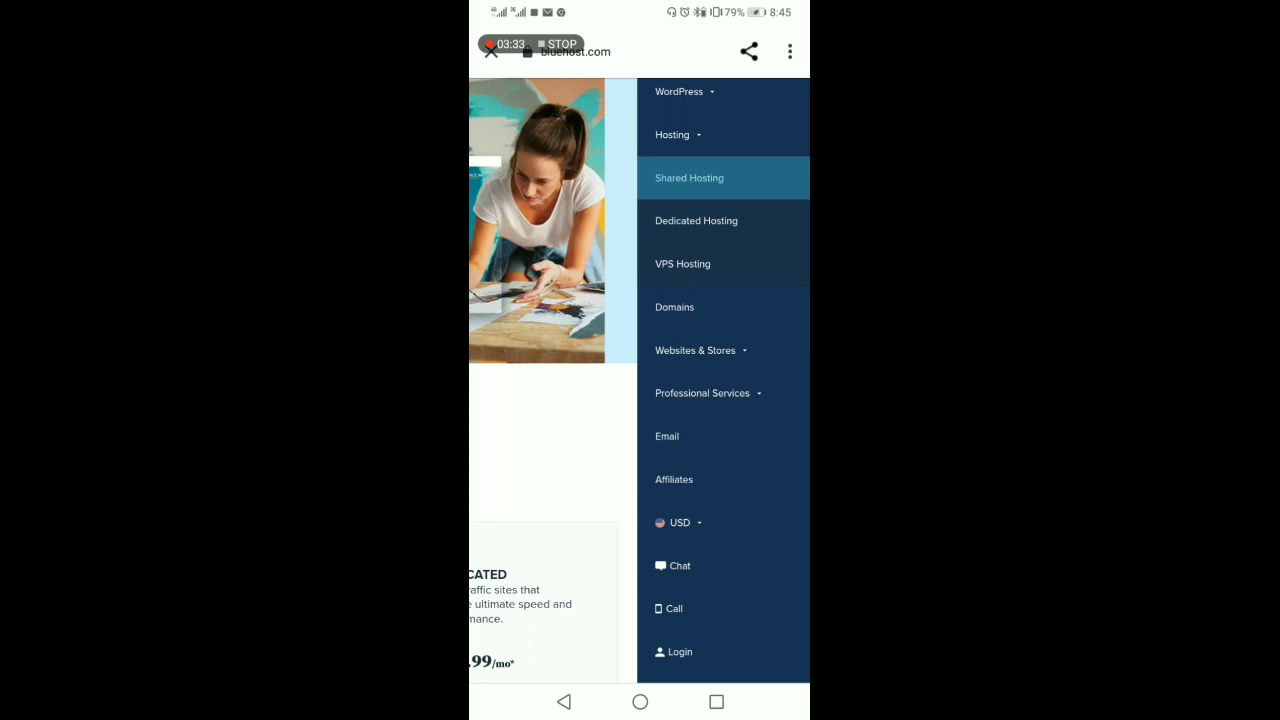 79% 8:45
03:33 STOP
bluehost.com
WordPress
Hosting
Shared Hosting
Dedicated Hosting
VPS Hosting
Domains
Websites & Stores
Professional Services
Email
Affiliates
USD
Chat
Call
Login
CATED
raffic sites that
ultimate speed and
mance.
.99/mo*